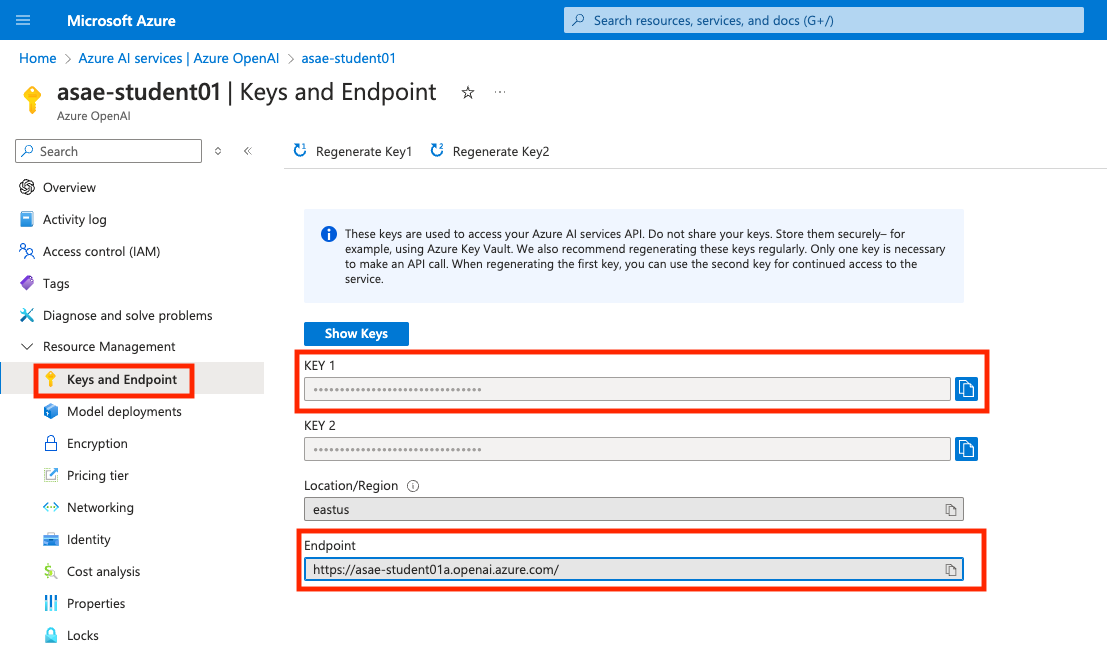 Microsoft Azure
Search resources, services, and docs (G+/)
Home > Azure AI services | Azure OpenAI > asae-student01
asae-student01 | Keys and Endpoint
Azure OpenAI
Search
Regenerate Key1
Regenerate Key2
Overview
Activity log
Access control (IAM)
Tags
Diagnose and solve problems
Resource Management
Keys and Endpoint
Model deployments
Encryption
Pricing tier
Networking
Identity
Cost analysis
Properties
Locks
These keys are used to access your Azure AI services API. Do not share your keys. Store them securely– for
example, using Azure Key Vault. We also recommend regenerating these keys regularly. Only one key is necessary
to make an API call. When regenerating the first key, you can use the second key for continued access to the
service.
Show Keys
KEY 1
KEY 2
Location/Region
eastus
Endpoint
https://asae-student01a.openai.azure.com/